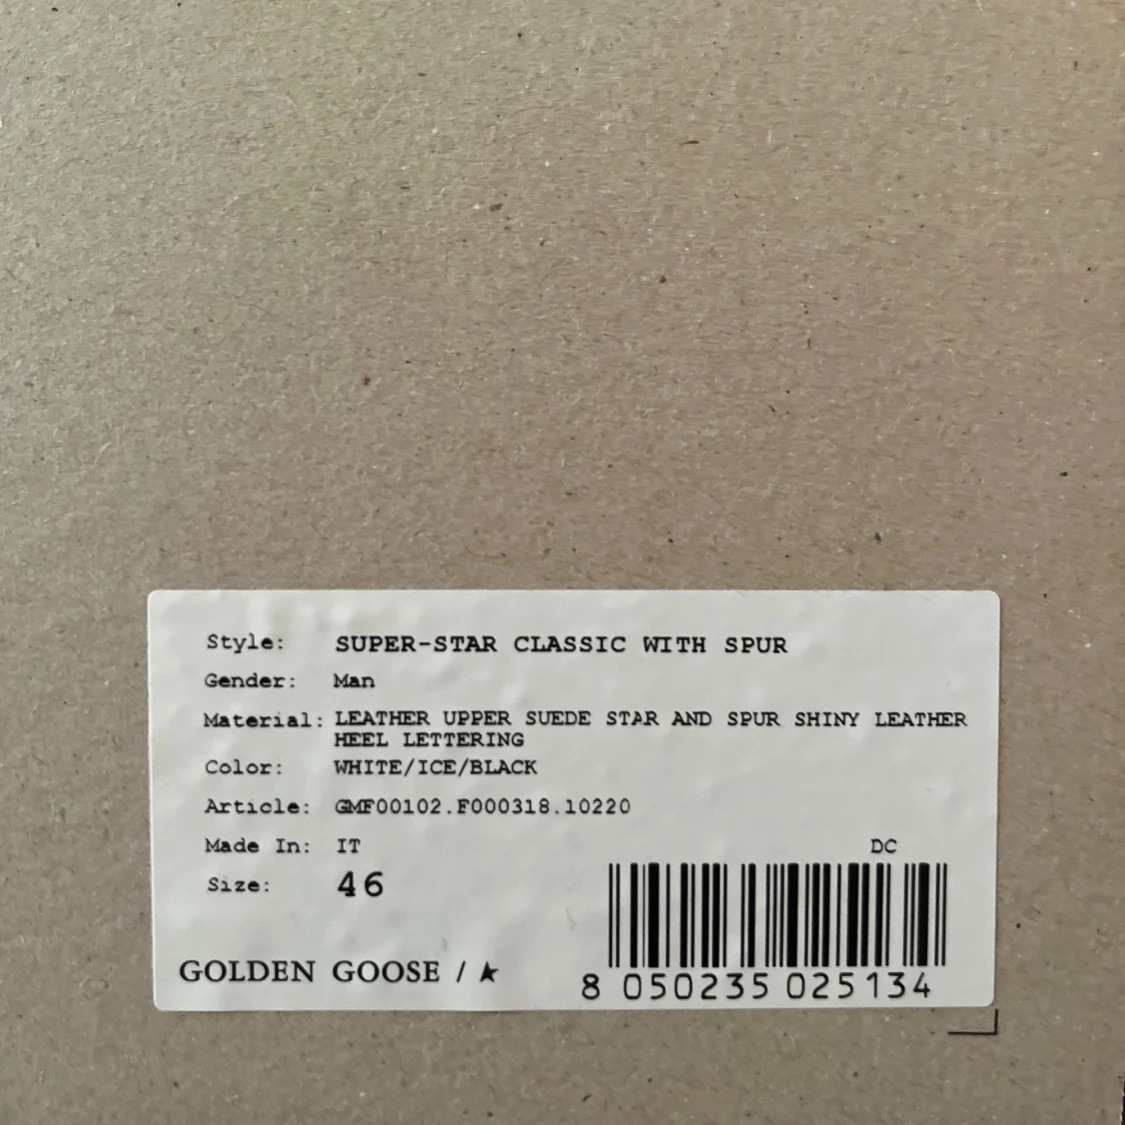 Style: SUPER-STAR CLASSIC WITH SPUR
Gender: Man
Material: LEATHER UPPER SUEDE STAR AND SPUR SHINY LEATHER
HEEL LETTERING
Color: WHITE/ICE/BLACK
Article: GMF00102.F000318.10220
Made In: IT
DC
Size: 46
GOLDEN GOOSE / ★
8 050235 025134